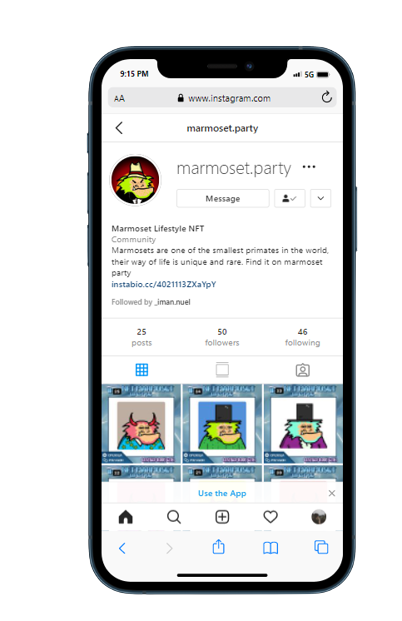 9:15 PM
5G
AA
www.instagram.com
marmoset.party
marmoset.party
Message
Marmoset Lifestyle NFT
Community
Marmosets are one of the smallest primates in the world,
their way of life is unique and rare. Find it on marmoset
party
instabio.cc/4021113ZXaYpY
Followed by _iman.nuel
25
50
46
posts
followers
following
Use the App